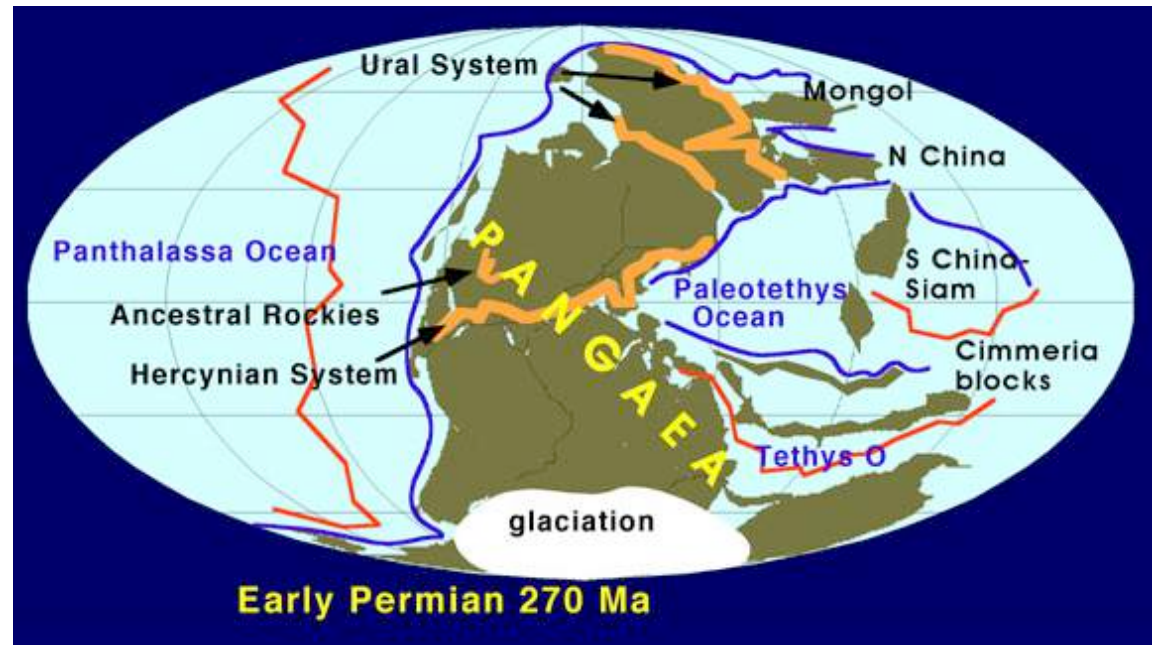 Ural System
Mongol
N China
Panthalassa Ocean
PANGAEA
S China-
Siam
Paleotethys
Ocean
Ancestral Rockies
Cimmeria
blocks
Hercynian System
Tethys O
glaciation
Early Permian 270 Ma